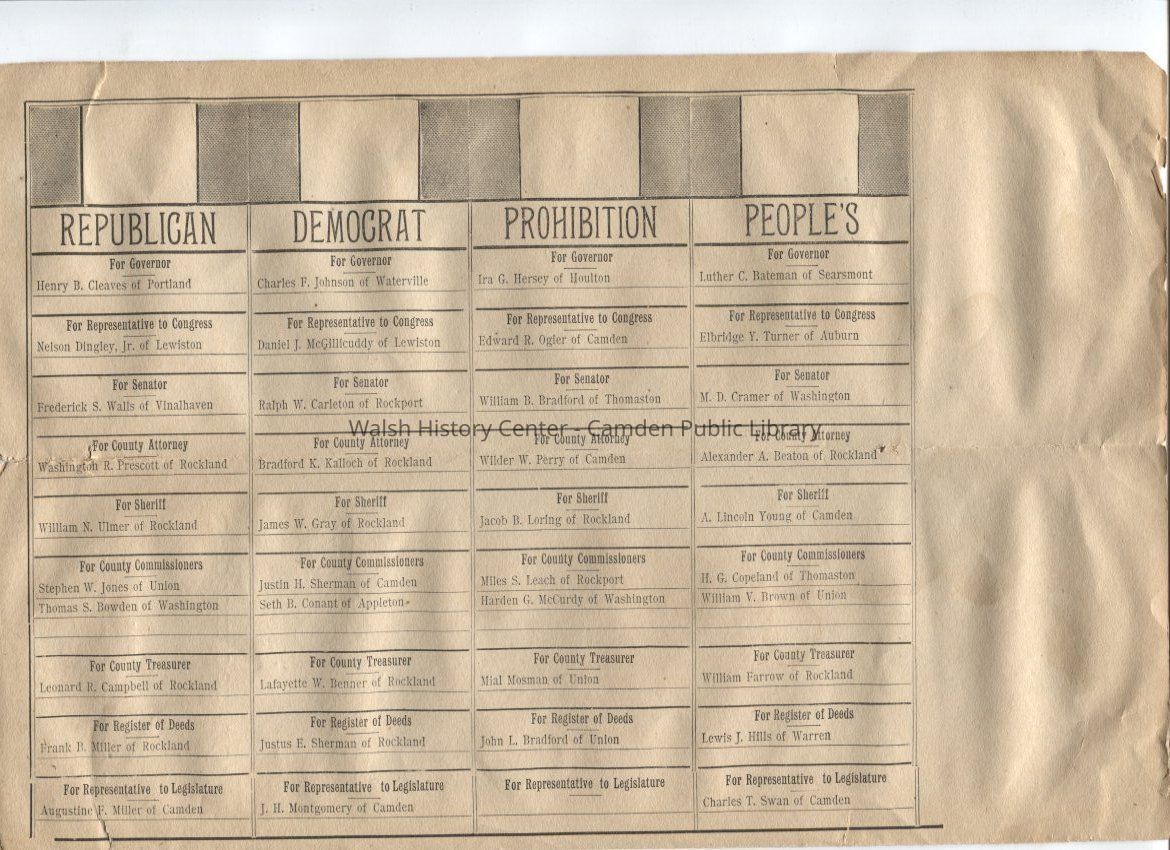 REPUBLICAN
For Governor
Henry B. Cleaves of Portland
For Representative to Congress
Nelson Dingley, Jr. of Lewiston
For Senator
Frederick S. Walls of Vinalhaven
For County Attorney
Washington R. Prescott of Rockland
For Sheriff
William N. Ulmer of Rockland
For County Commissioners
Stephen W. Jones of Union
Thomas S. Bowden of Washington
For County Treasurer
Leonard R. Campbell of Rockland
For Register of Deeds
Frank B. Miller of Rockland
For Representative to Legislature
Augustine F. Miller of Camden
DEMOCRAT
For Governor
Charles F. Johnson of Waterville
For Representative to Congress
Daniel J. McGillicuddy of Lewiston
For Senator
Ralph W. Carleton of Rockport
For County Attorney
Bradford K. Kalloch of Rockland
For Sheriff
James W. Gray of Rockland
For County Commissioners
Justin H. Sherman of Camden
Seth B. Conant of Appleton
For County Treasurer
Lafayette W. Benner of Rockland
For Register of Deeds
Justus E. Sherman of Rockland
For Representative to Legislature
J. H. Montgomery of Camden
PROHIBITION
For Governor
Ira G. Hersey of Houlton
For Representative to Congress
Edward R. Ogier of Camden
For Senator
William B. Bradford of Thomaston
For County Attorney
Wilder W. Perry of Camden
For Sheriff
Jacob B. Loring of Rockland
For County Commissioners
Miles S. Leach of Rockport
Harden G. McCurdy of Washington
For County Treasurer
Mial Mosman of Union
For Register of Deeds
John L. Bradford of Union
For Representative to Legislature
PEOPLE'S
For Governor
Luther C. Bateman of Searsmont
For Representative to Congress
Elbridge Y. Turner of Auburn
For Senator
M. D. Cramer of Washington
For County Attorney
Alexander A. Beaton of Rockland
For Sheriff
A. Lincoln Young of Camden
For County Commissioners
H. G. Copeland of Thomaston
William V. Brown of Union
For County Treasurer
William Farrow of Rockland
For Register of Deeds
Lewis J. Hills of Warren
For Representative to Legislature
Charles T. Swan of Camden
Walsh History Center - Camden Public Library